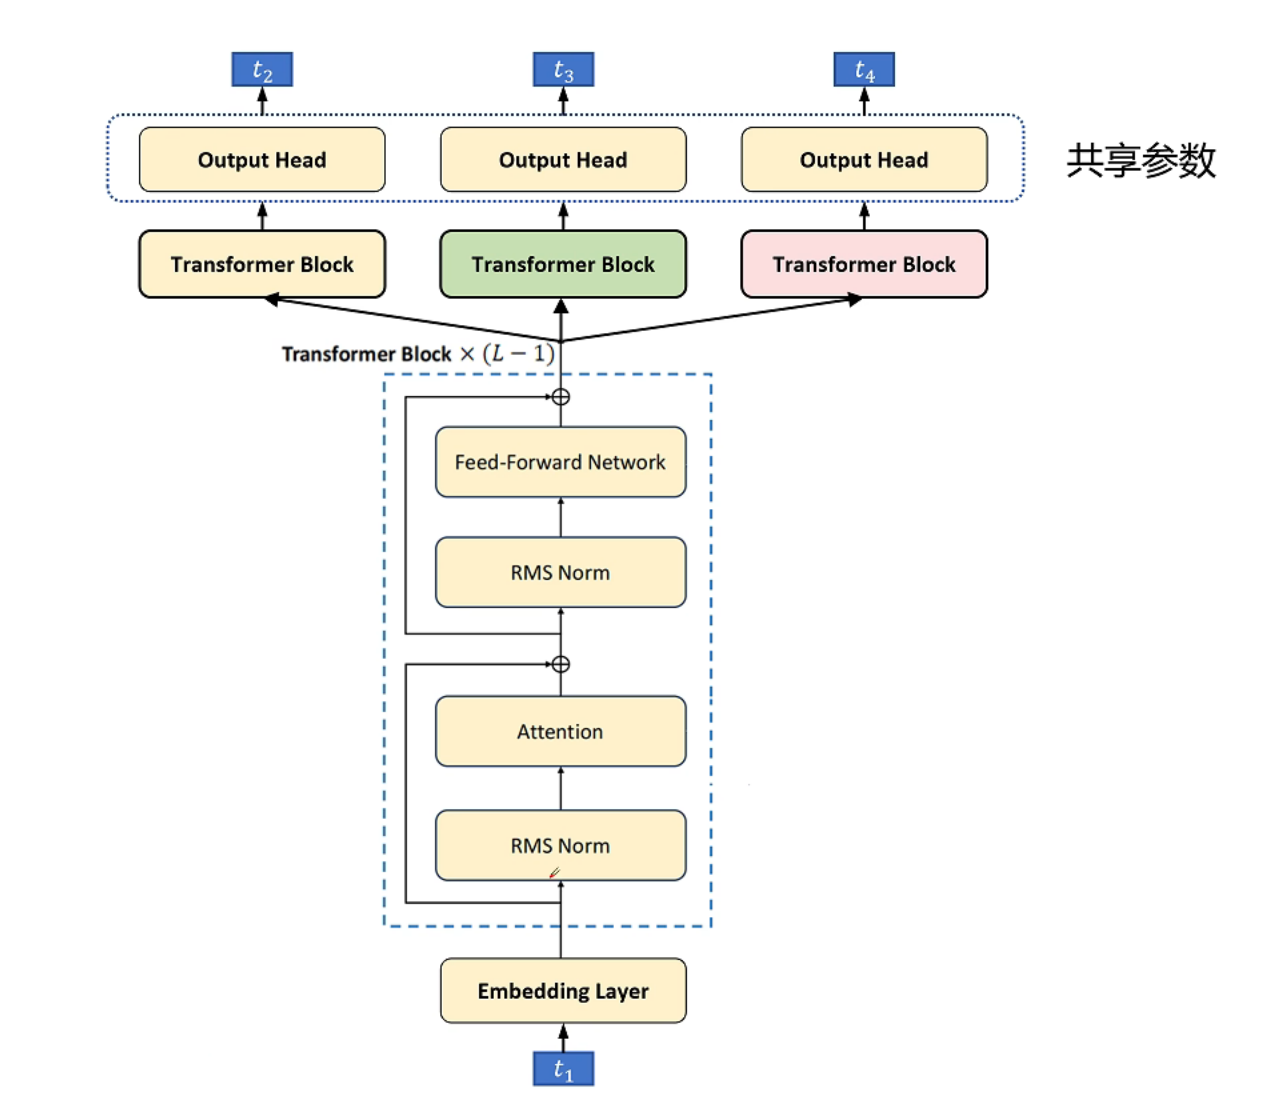 t₂ t₃ t₄
Output Head Output Head Output Head 共享参数
Transformer Block Transformer Block Transformer Block
Transformer Block × (L − 1)
Feed-Forward Network
RMS Norm
Attention
RMS Norm
Embedding Layer
t₁